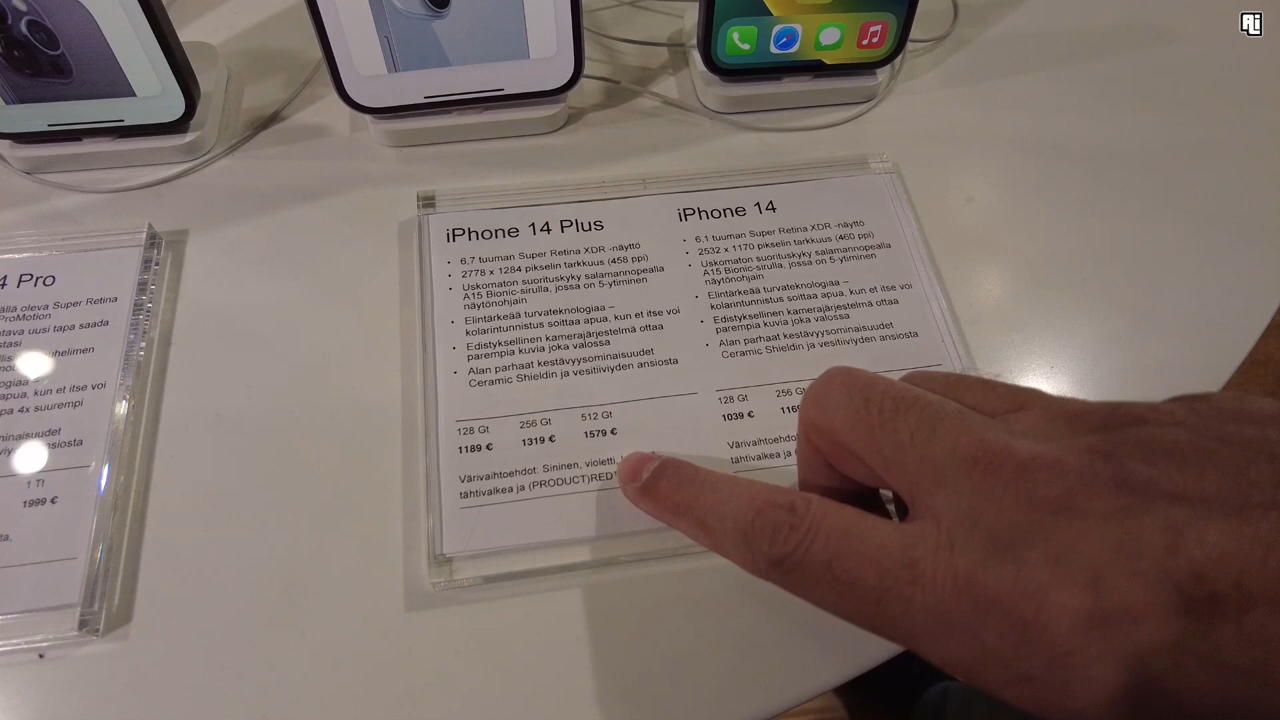 4 Pro
ällä oleva Super Retina
ProMotion
tava uusi tapa saada
apua, kun et itse voi
pa 4x suurempi
1 Tt
1999 €
iPhone 14 Plus
6,7 tuuman Super Retina XDR -näyttö
2778 x 1284 pikselin tarkkuus (458 ppi)
Uskomaton suorituskyky salamannopealla
A15 Bionic-sirulla, jossa on 5-ytiminen
näytönohjain
Elintärkeää turvateknologiaa –
kolarintunnistus soittaa apua, kun et itse voi
Edistyksellinen kamerajärjestelmä ottaa
parempia kuvia joka valossa
Alan parhaat kestävyysominaisuudet
Ceramic Shieldin ja vesitiiviyden ansiosta
128 Gt 256 Gt 512 Gt
1189 € 1319 € 1579 €
Värivaihtoehdot: Sininen, violetti,
tähtivalkea ja (PRODUCT)RED
iPhone 14
6,1 tuuman Super Retina XDR -näyttö
2532 x 1170 pikselin tarkkuus (460 ppi)
Uskomaton suorituskyky salamannopealla
A15 Bionic-sirulla, jossa on 5-ytiminen
näytönohjain
Elintärkeää turvateknologiaa –
kolarintunnistus soittaa apua, kun et itse voi
Edistyksellinen kamerajärjestelmä ottaa
parempia kuvia joka valossa
Alan parhaat kestävyysominaisuudet
Ceramic Shieldin ja vesitiiviyden ansiosta
128 Gt 256
1039 € 116
Värivaihtoehdo
tähtivalkea ja (